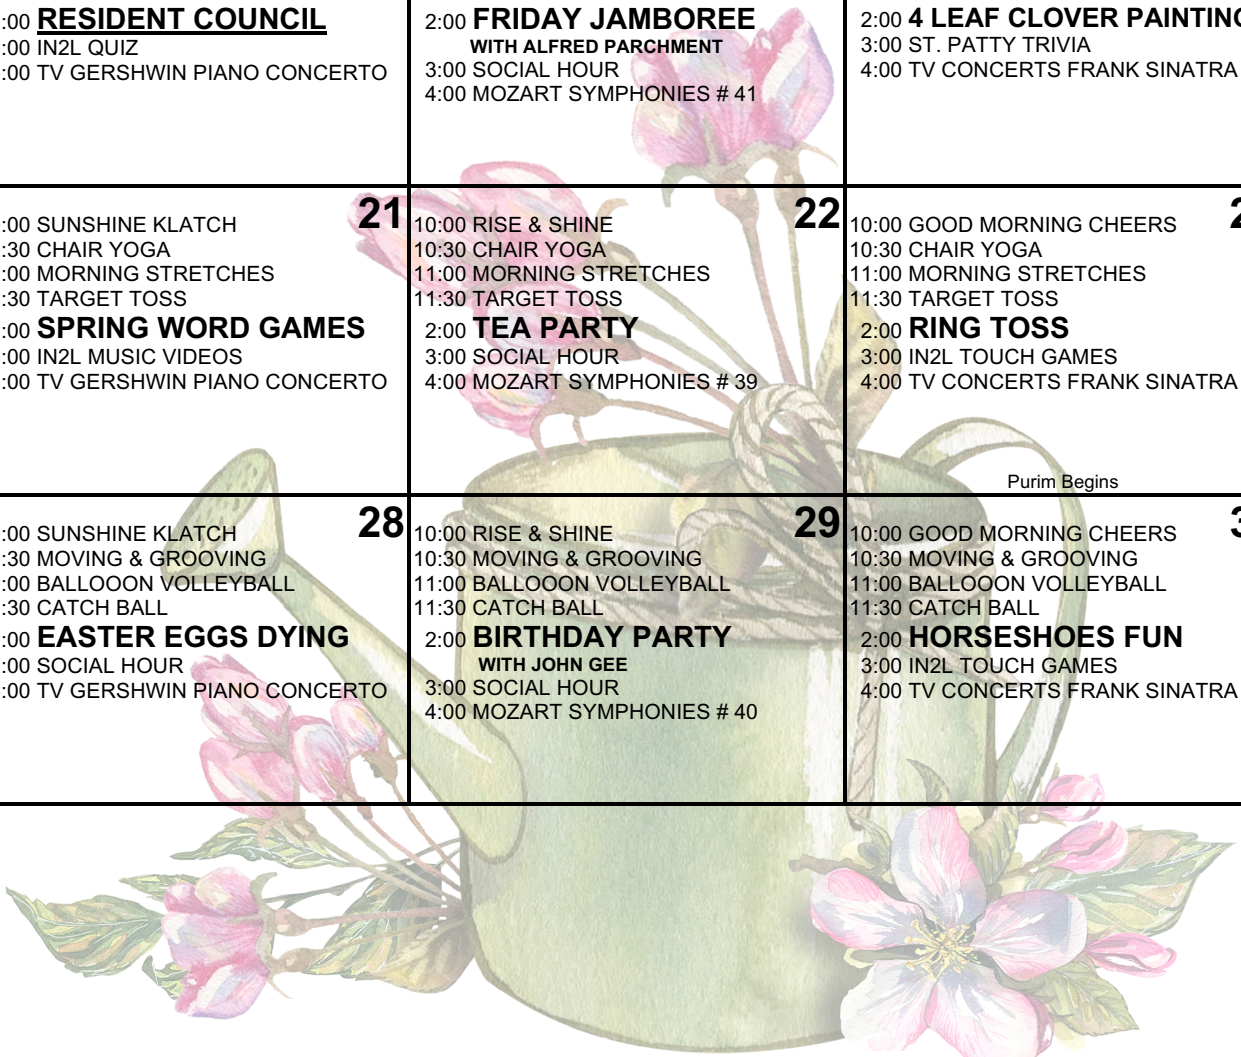 :00 RESIDENT COUNCIL
:00 IN2L QUIZ
:00 TV GERSHWIN PIANO CONCERTO
2:00 FRIDAY JAMBOREE
WITH ALFRED PARCHMENT
3:00 SOCIAL HOUR
4:00 MOZART SYMPHONIES # 41
2:00 4 LEAF CLOVER PAINTING
3:00 ST. PATTY TRIVIA
4:00 TV CONCERTS FRANK SINATRA
21
:00 SUNSHINE KLATCH
:30 CHAIR YOGA
:00 MORNING STRETCHES
:30 TARGET TOSS
:00 SPRING WORD GAMES
:00 IN2L MUSIC VIDEOS
:00 TV GERSHWIN PIANO CONCERTO
22
10:00 RISE & SHINE
10:30 CHAIR YOGA
11:00 MORNING STRETCHES
11:30 TARGET TOSS
2:00 TEA PARTY
3:00 SOCIAL HOUR
4:00 MOZART SYMPHONIES # 39
2
10:00 GOOD MORNING CHEERS
10:30 CHAIR YOGA
11:00 MORNING STRETCHES
11:30 TARGET TOSS
2:00 RING TOSS
3:00 IN2L TOUCH GAMES
4:00 TV CONCERTS FRANK SINATRA
Purim Begins
28
:00 SUNSHINE KLATCH
:30 MOVING & GROOVING
:00 BALLOOON VOLLEYBALL
:30 CATCH BALL
:00 EASTER EGGS DYING
:00 SOCIAL HOUR
:00 TV GERSHWIN PIANO CONCERTO
29
10:00 RISE & SHINE
10:30 MOVING & GROOVING
11:00 BALLOOON VOLLEYBALL
11:30 CATCH BALL
2:00 BIRTHDAY PARTY
WITH JOHN GEE
3:00 SOCIAL HOUR
4:00 MOZART SYMPHONIES # 40
3
10:00 GOOD MORNING CHEERS
10:30 MOVING & GROOVING
11:00 BALLOOON VOLLEYBALL
11:30 CATCH BALL
2:00 HORSESHOES FUN
3:00 IN2L TOUCH GAMES
4:00 TV CONCERTS FRANK SINATRA